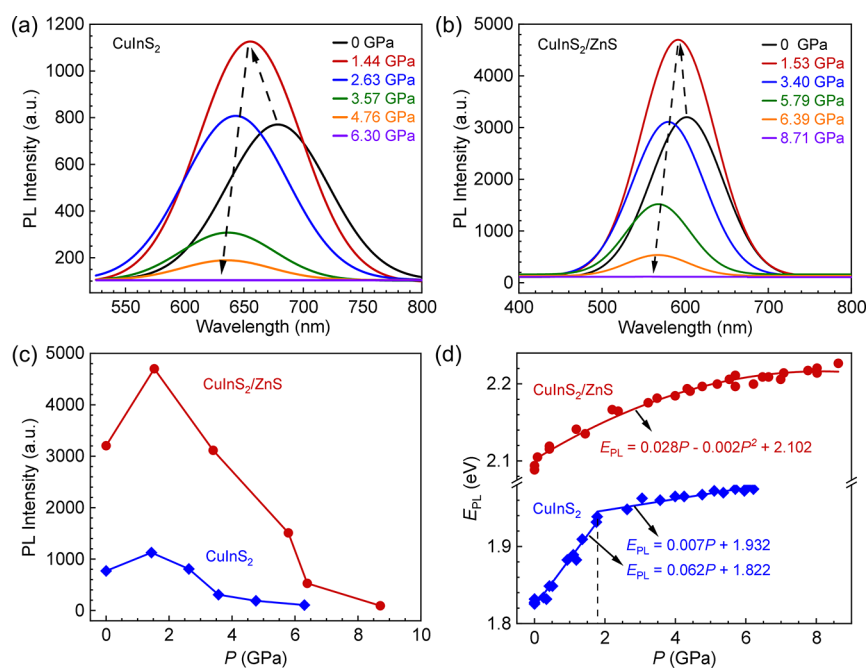 (a)
CuInS₂
0 GPa
1.44 GPa
2.63 GPa
3.57 GPa
4.76 GPa
6.30 GPa
1200
1000
800
600
400
200
PL Intensity (a.u.)
550 600 650 700 750 800
Wavelength (nm)
(b)
CuInS₂/ZnS
0 GPa
1.53 GPa
3.40 GPa
5.79 GPa
6.39 GPa
8.71 GPa
5000
4000
3000
2000
1000
0
PL Intensity (a.u.)
400 500 600 700 800
Wavelength (nm)
(c)
CuInS₂/ZnS
CuInS₂
5000
4000
3000
2000
1000
0
PL Intensity (a.u.)
0 2 4 6 8 10
P (GPa)
(d)
CuInS₂/ZnS
E_PL = 0.028P - 0.002P² + 2.102
CuInS₂
E_PL = 0.007P + 1.932
E_PL = 0.062P + 1.822
2.2
2.1
1.9
1.8
E_PL (eV)
0 2 4 6 8
P (GPa)